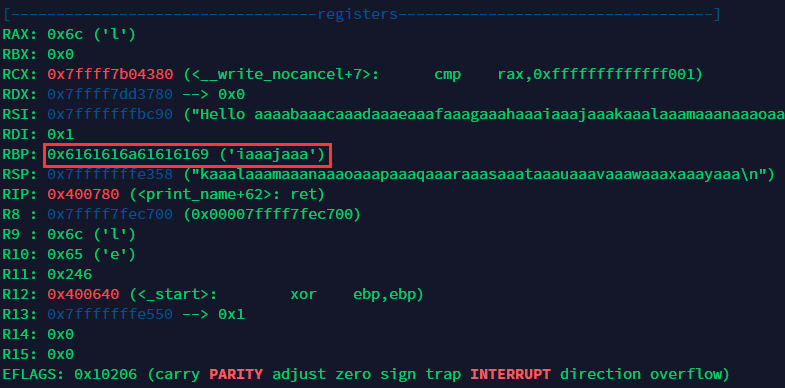 [----------------------------------registers-----------------------------------]
RAX: 0x6c ('l')
RBX: 0x0
RCX: 0x7ffff7b04380 (<__write_nocancel+7>: cmp rax,0xfffffffffffff001)
RDX: 0x7ffff7dd3780 --> 0x0
RSI: 0x7fffffffbc90 ("Hello aaaabaaacaaadaaaeaaafaaagaaahaaaiaaajaaakaaalaaamaaanaaaoaa
RDI: 0x1
RBP: 0x6161616a61616169 ('iaaajaaa')
RSP: 0x7fffffffe358 ("kaaalaaamaaanaaaoaaapaaaqaaaraaasaaataaauaaavaaawaaaxaaayaaa\n")
RIP: 0x400780 (<print_name+62>: ret)
R8 : 0x7ffff7fec700 (0x00007ffff7fec700)
R9 : 0x6c ('l')
R10: 0x65 ('e')
R11: 0x246
R12: 0x400640 (<_start>: xor ebp,ebp)
R13: 0x7fffffffe550 --> 0x1
R14: 0x0
R15: 0x0
EFLAGS: 0x10206 (carry PARITY adjust zero sign trap INTERRUPT direction overflow)